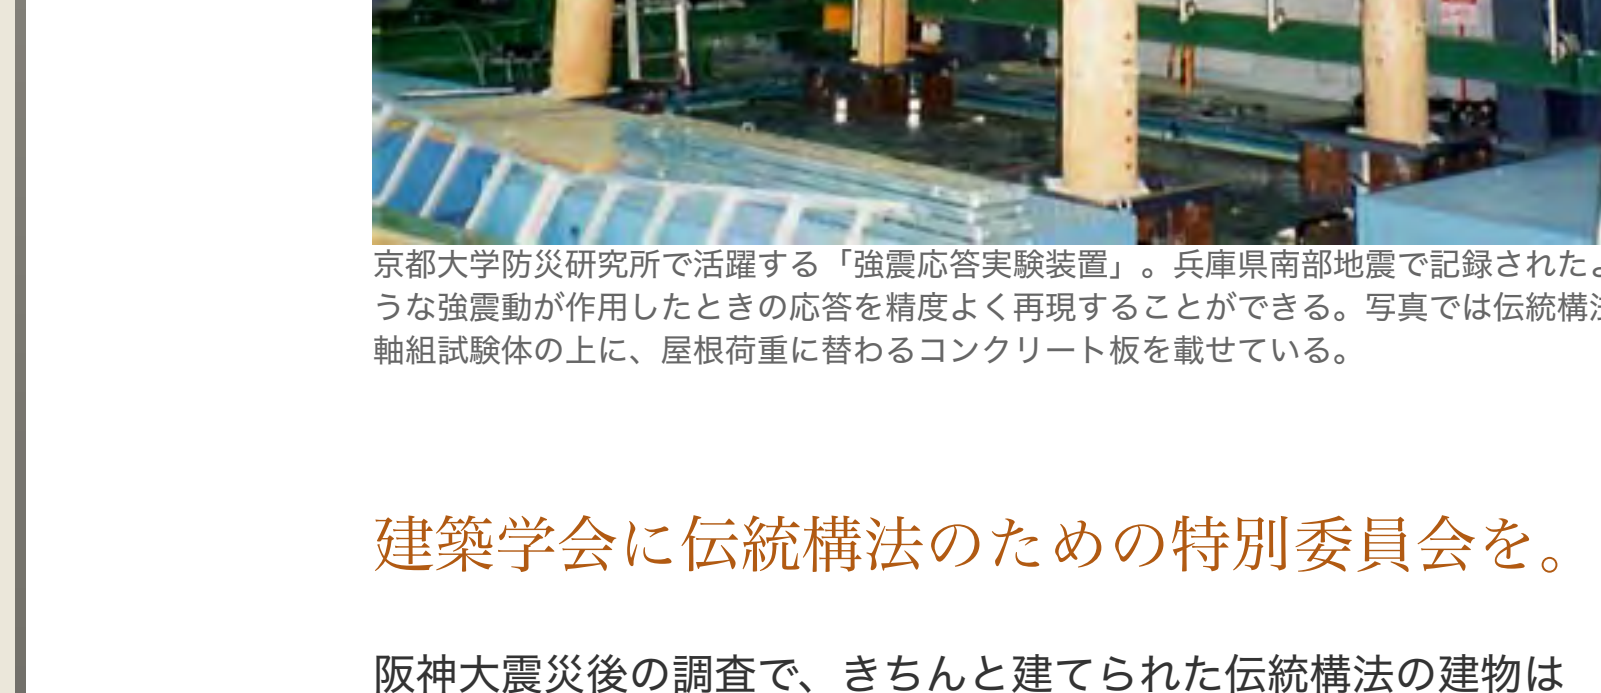 京都大学防災研究所で活躍する「強震応答実験装置」。兵庫県南部地震で記録されたよ
うな強震動が作用したときの応答を精度よく再現することができる。写真では伝統構法
軸組試験体の上に、屋根荷重に替わるコンクリート板を載せている。
建築学会に伝統構法のための特別委員会を。
阪神大震災後の調査で、きちんと建てられた伝統構法の建物は